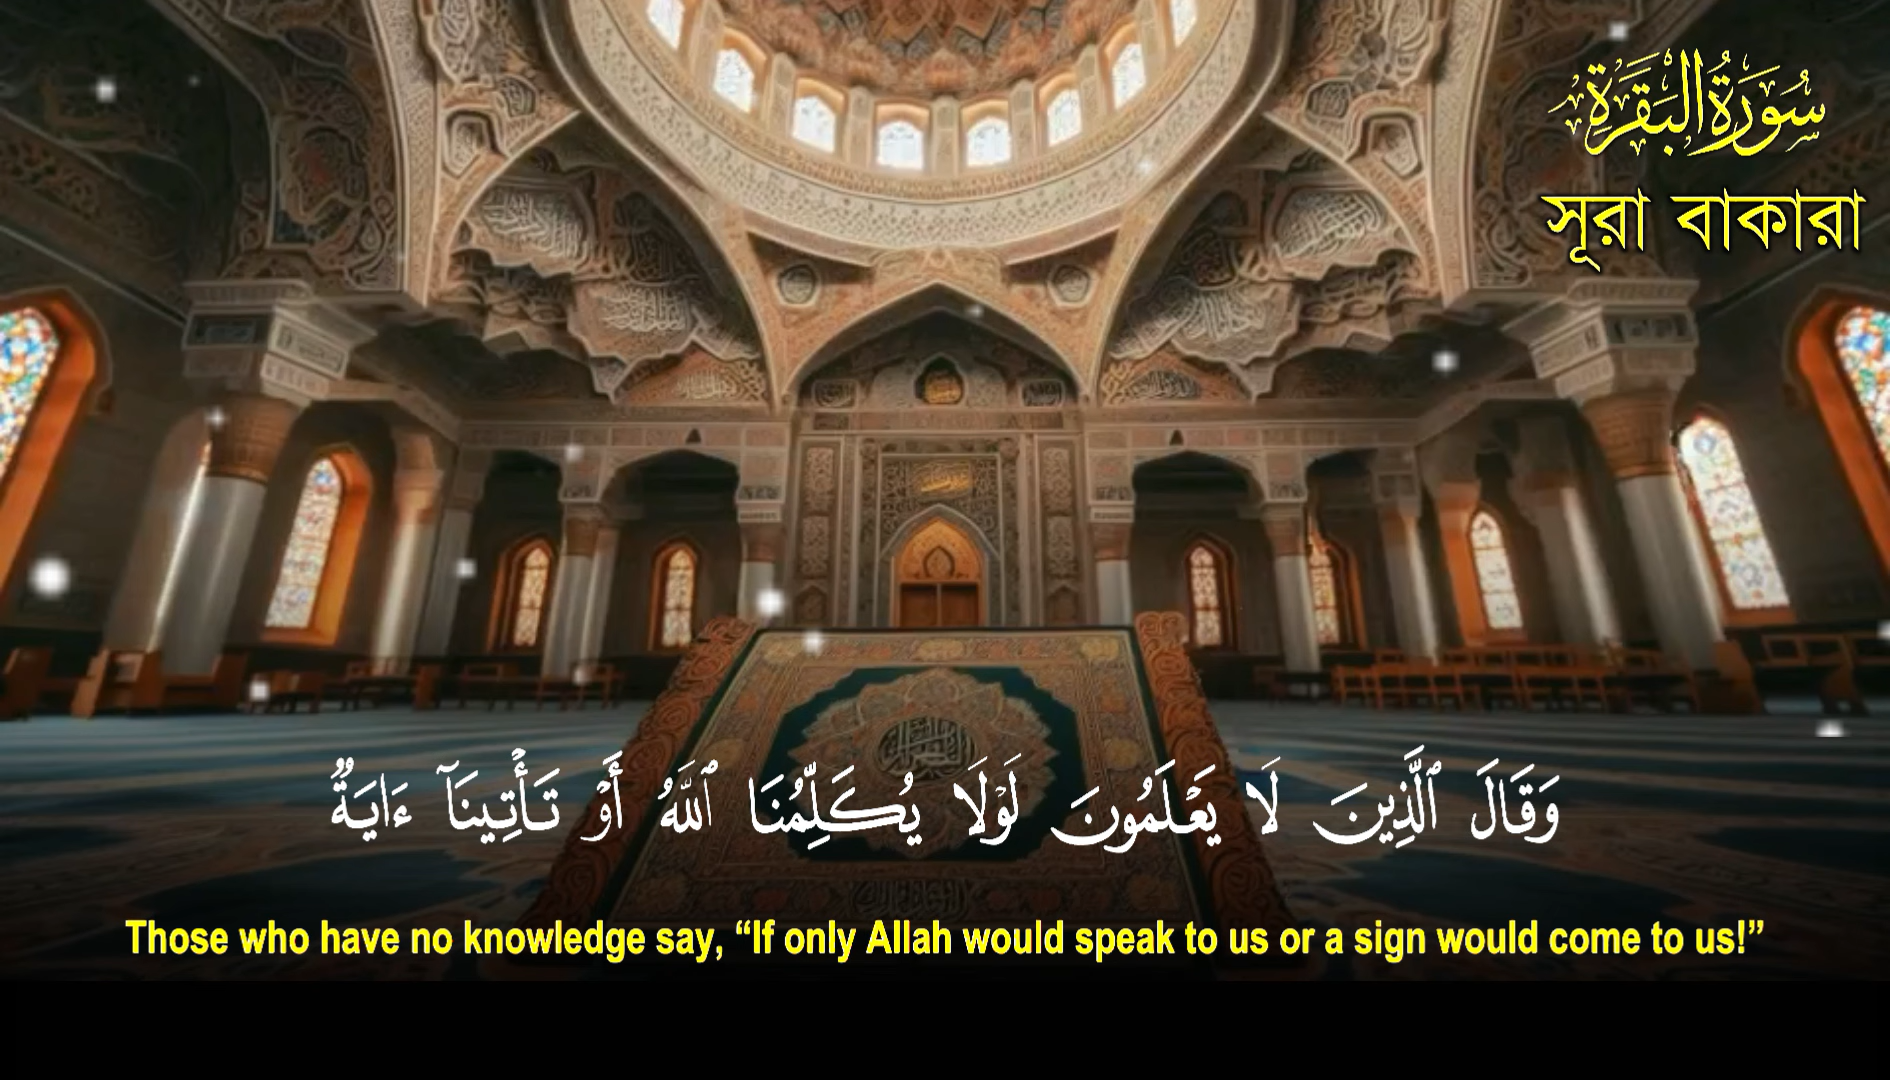 سُورَةُ البَقَرَةِ
সূরা বাকারা
وَقَالَ ٱلَّذِينَ لَا يَعْلَمُونَ لَوْلَا يُكَلِّمُنَا ٱللَّهُ أَوْ تَأْتِينَآ ءَايَةٌۭ
Those who have no knowledge say, “If only Allah would speak to us or a sign would come to us!”